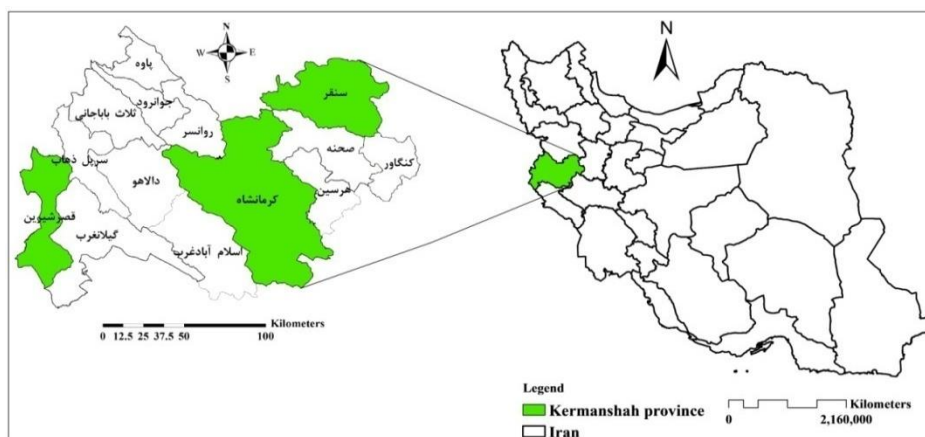 N
W E
S
پاوه
جوانرود
ثلاث باباجانی
روانسر
سنقر
صحنه
کنگاور
هرسین
سرپل ذهاب
دالاهو
کرمانشاه
قصرشیرین
گیلانغرب
اسلام آبادغرب
Kilometers
0 12.5 25 37.5 50 100
N
Legend
Kermanshah province
Iran
Kilometers
0 2,160,000